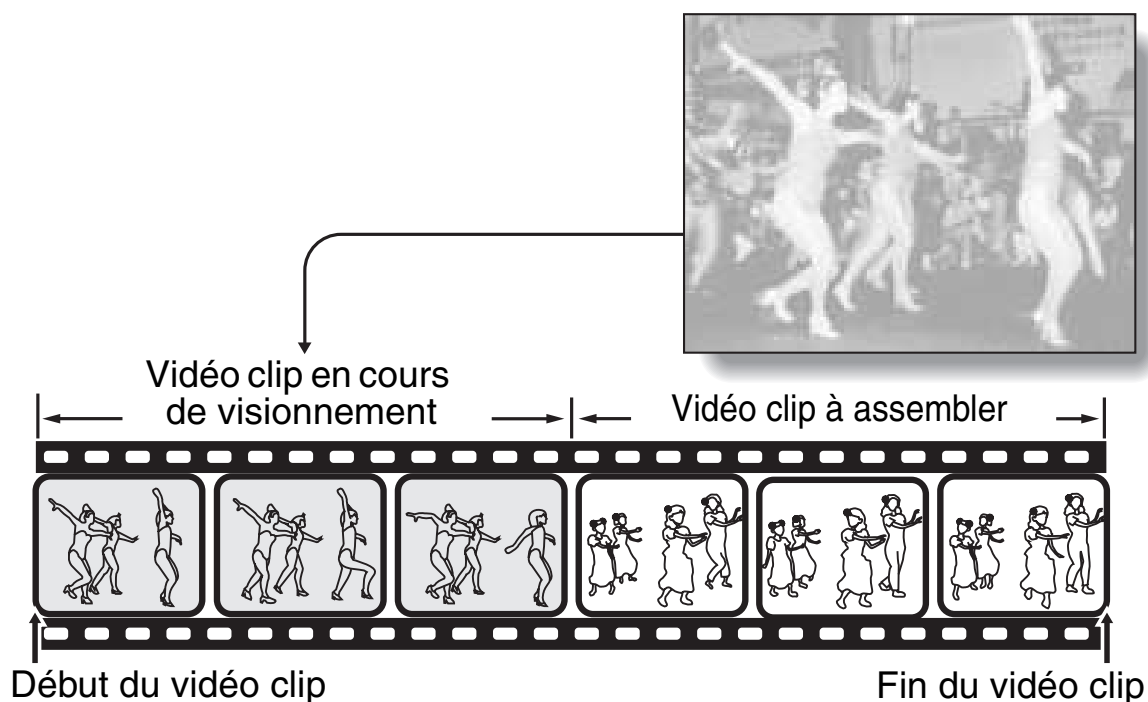 Vidéo clip en cours
de visionnement
Vidéo clip à assembler
Début du vidéo clip
Fin du vidéo clip